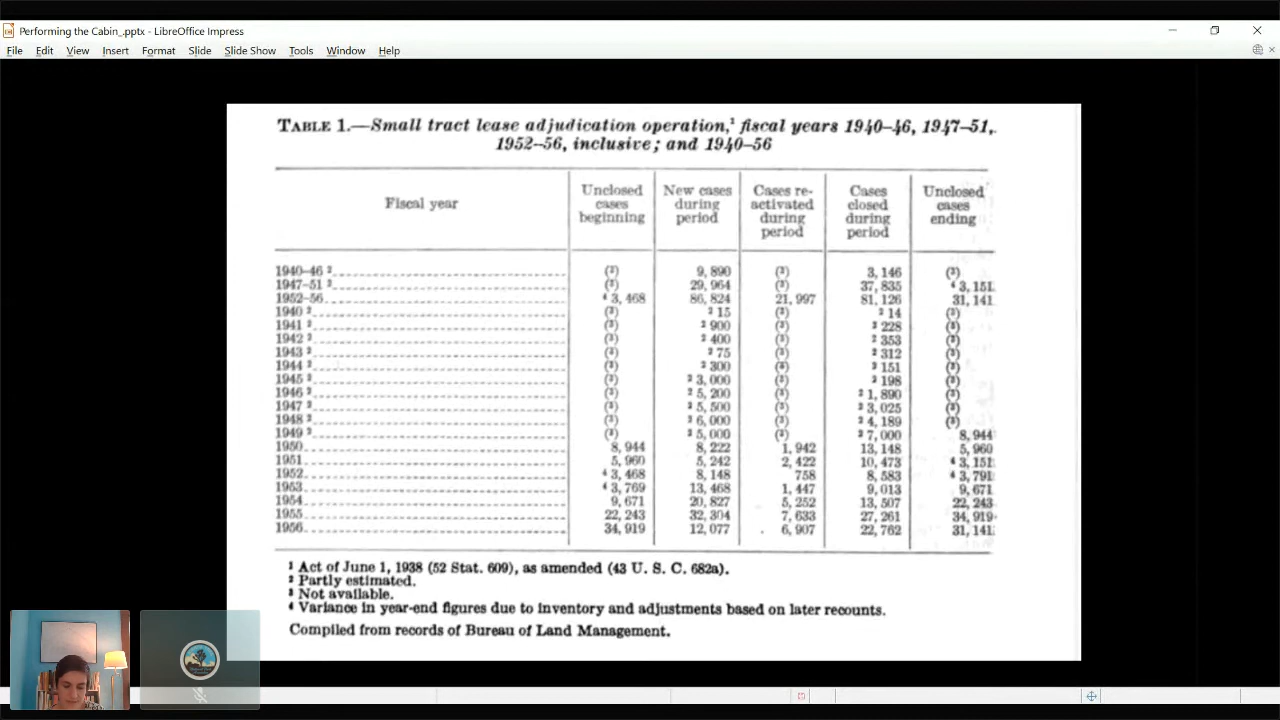 Performing the Cabin_.pptx - LibreOffice Impress
File Edit View Insert Format Slide Slide Show Tools Window Help
TABLE 1.—Small tract lease adjudication operation,¹ fiscal years 1940–46, 1947–51,
1952–56, inclusive; and 1940–56
Fiscal year | Unclosed cases beginning | New cases during period | Cases re-activated during period | Cases closed during period | Unclosed cases ending
1940–46 ² (³) 9,890 (³) 3,146 (³)
1947–51 ² (³) 29,964 (³) 37,835 ⁴ 3,151
1952–56 ⁴ 3,468 86,824 21,997 81,126 31,141
1940 ² (³) ² 15 (³) ² 14 (³)
1941 ² (³) ² 900 (³) ² 228 (³)
1942 ² (³) ² 400 (³) ² 353 (³)
1943 ² (³) ² 75 (³) ² 312 (³)
1944 ² (³) ² 300 (³) ² 151 (³)
1945 ² (³) ² 3,000 (³) ² 198 (³)
1946 ² (³) ² 5,200 (³) ² 1,890 (³)
1947 ² (³) ² 5,500 (³) ² 3,025 (³)
1948 ² (³) ² 6,000 (³) ² 4,189 (³)
1949 ² (³) ² 5,000 (³) ² 7,000 8,944
1950 8,944 8,222 1,942 13,148 5,960
1951 5,960 5,242 2,422 10,473 ⁴ 3,151
1952 ⁴ 3,468 8,148 758 8,583 ⁴ 3,791
1953 ⁴ 3,769 13,468 1,447 9,013 9,671
1954 9,671 20,827 5,252 13,507 22,243
1955 22,243 32,304 7,633 27,261 34,919
1956 34,919 12,077 6,907 22,762 31,141
¹ Act of June 1, 1938 (52 Stat. 609), as amended (43 U. S. C. 682a).
² Partly estimated.
³ Not available.
⁴ Variance in year-end figures due to inventory and adjustments based on later recounts.
Compiled from records of Bureau of Land Management.